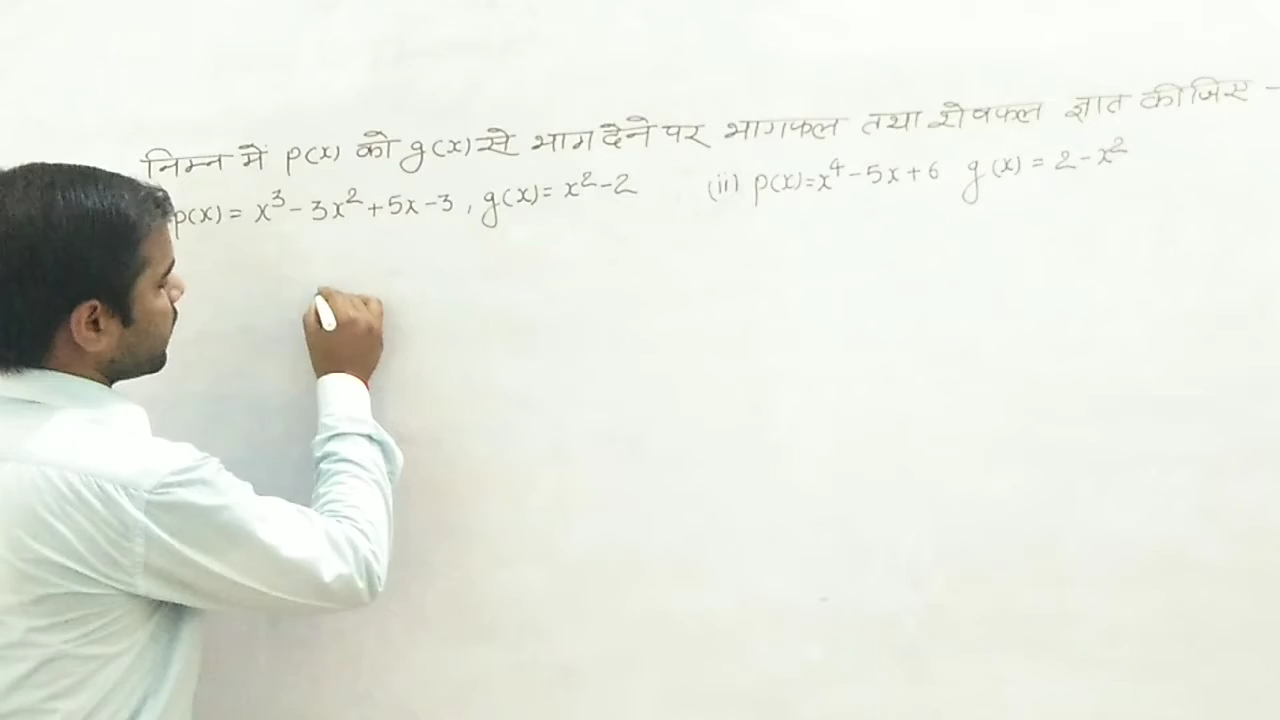 निम्न में p(x) को g(x) से भाग देने पर भागफल तथा शेषफल ज्ञात कीजिए -
p(x) = x³ - 3x² + 5x - 3 , g(x) = x² - 2 (ii) p(x) = x⁴ - 5x + 6 g(x) = 2 - x²